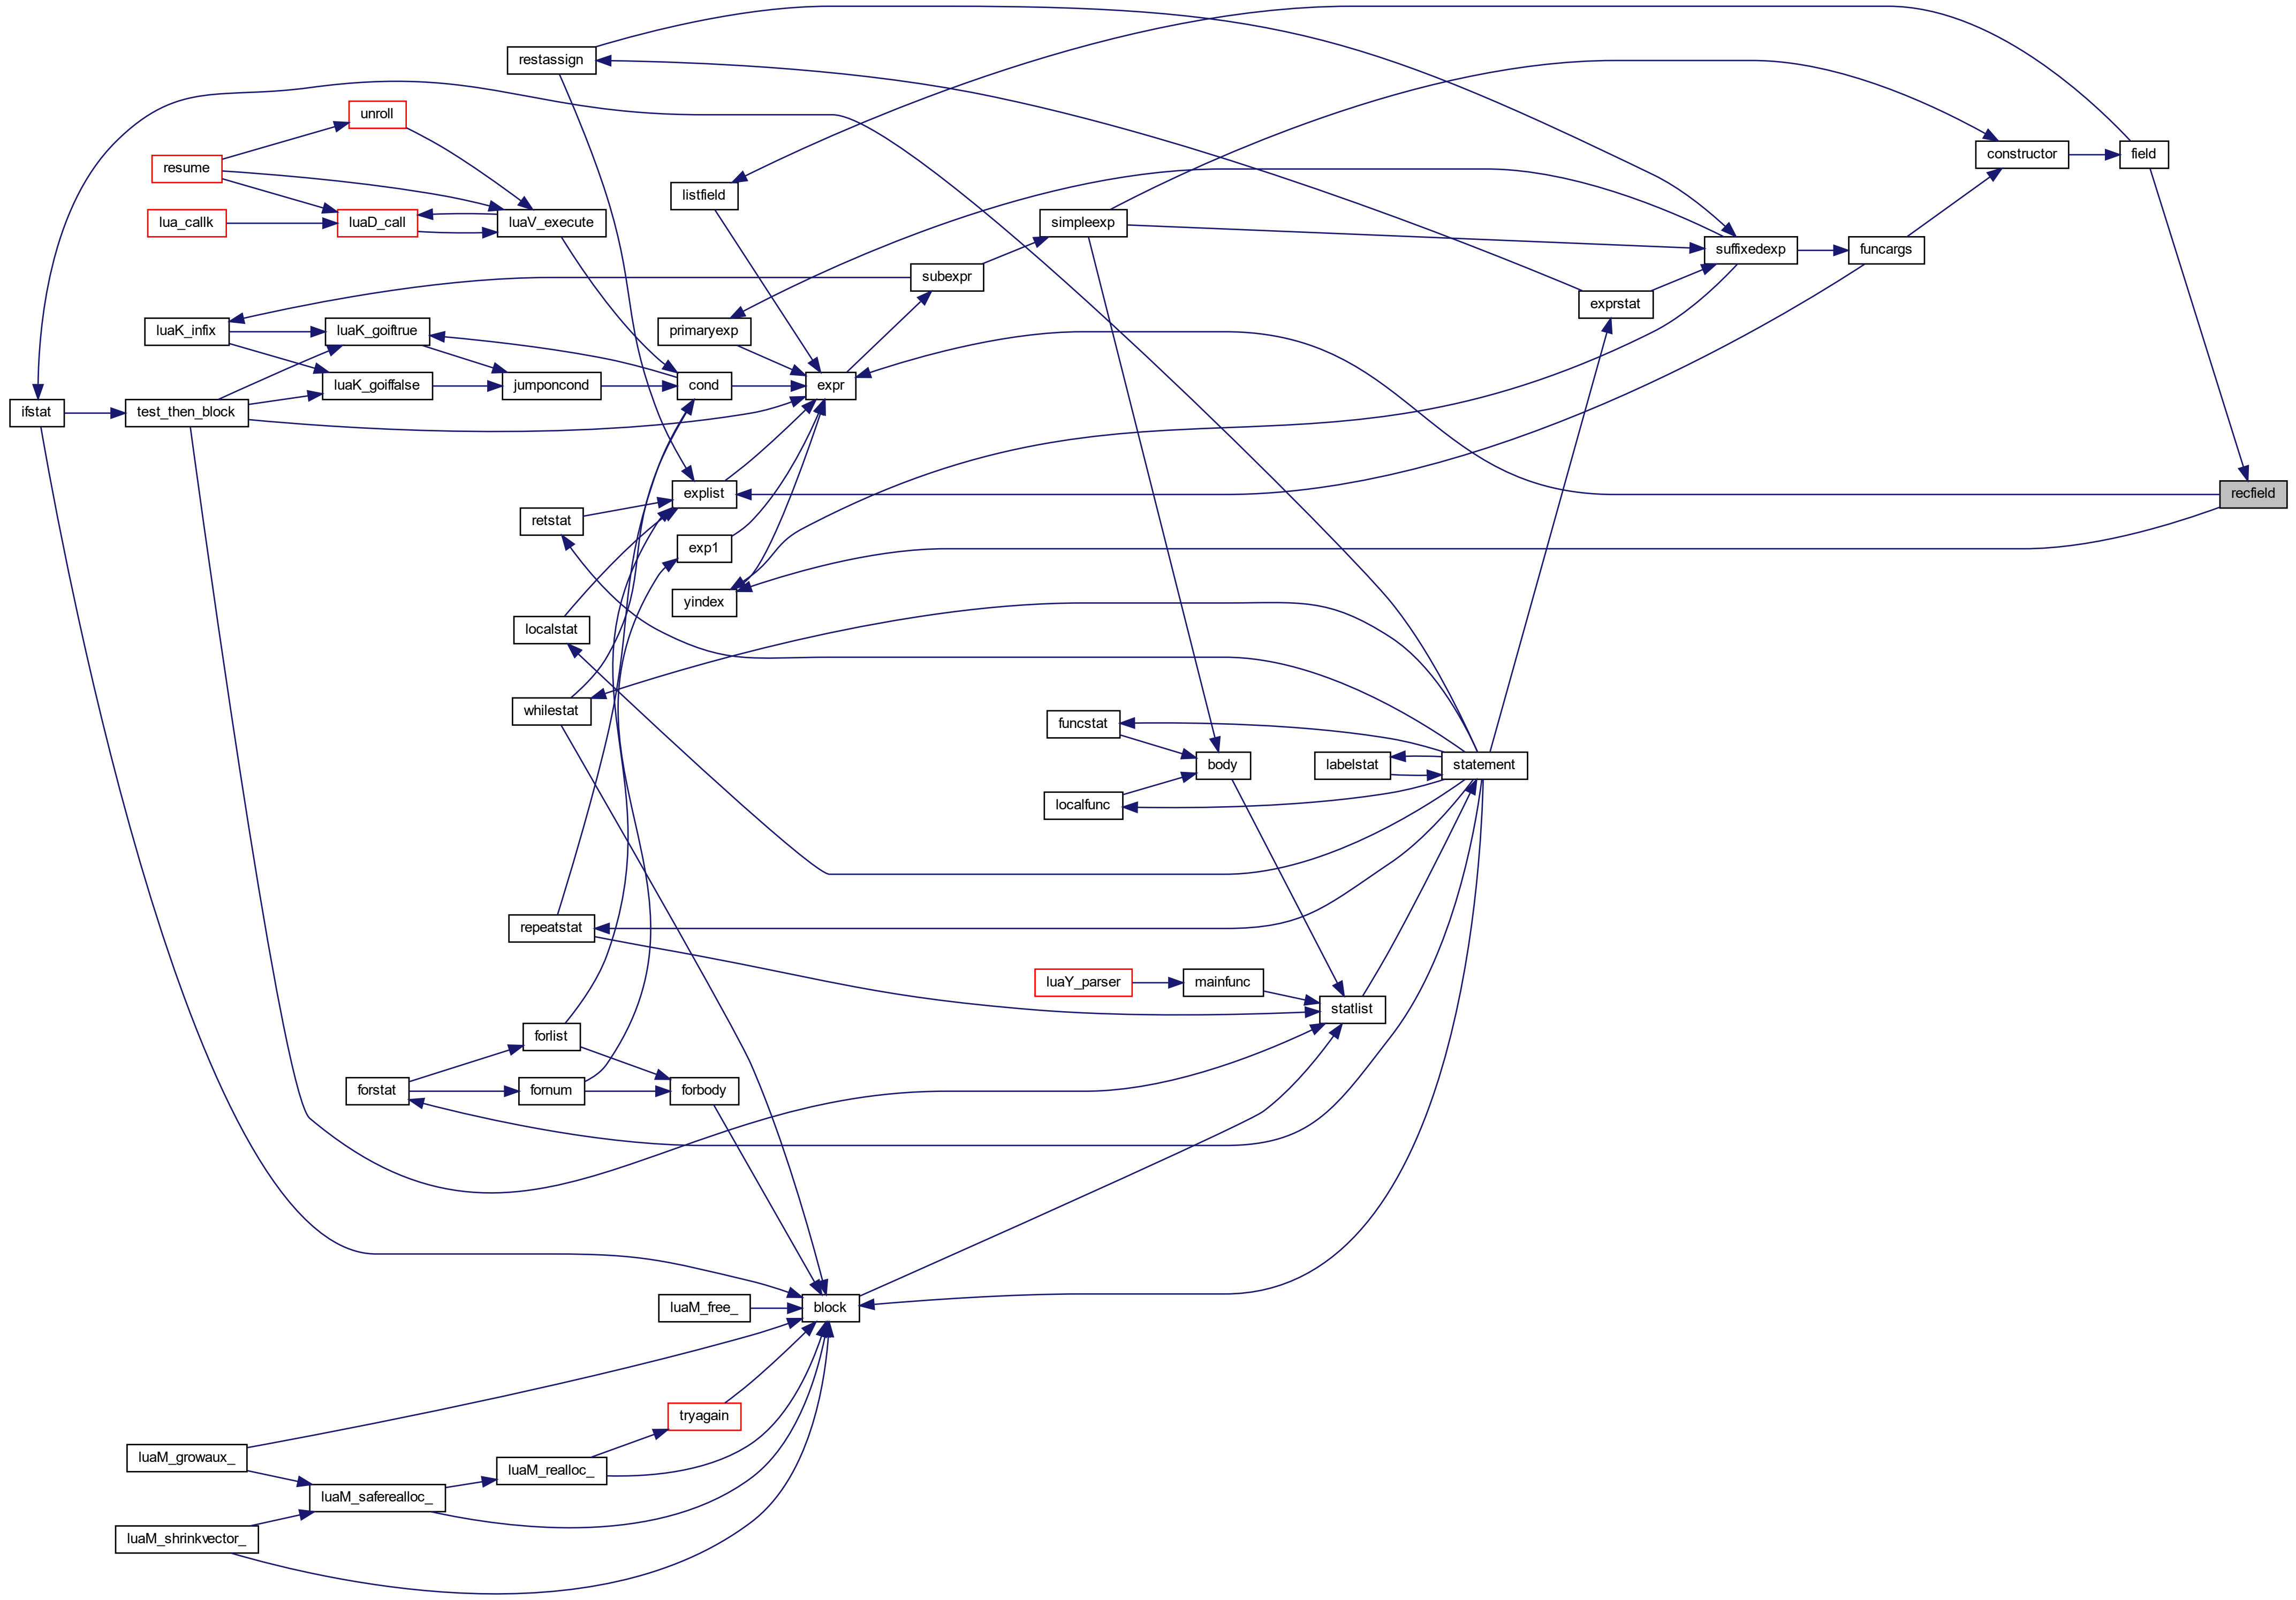 restassign
unroll
resume
constructor
field
listfield
lua_callk
luaD_call
luaV_execute
simpleexp
suffixedexp
funcargs
subexpr
exprstat
luaK_infix
luaK_goiftrue
primaryexp
luaK_goiffalse
jumponcond
cond
expr
ifstat
test_then_block
explist
recfield
retstat
exp1
yindex
localstat
whilestat
funcstat
body
labelstat
statement
localfunc
repeatstat
luaY_parser
mainfunc
statlist
forlist
forstat
fornum
forbody
luaM_free_
block
tryagain
luaM_growaux_
luaM_realloc_
luaM_saferealloc_
luaM_shrinkvector_